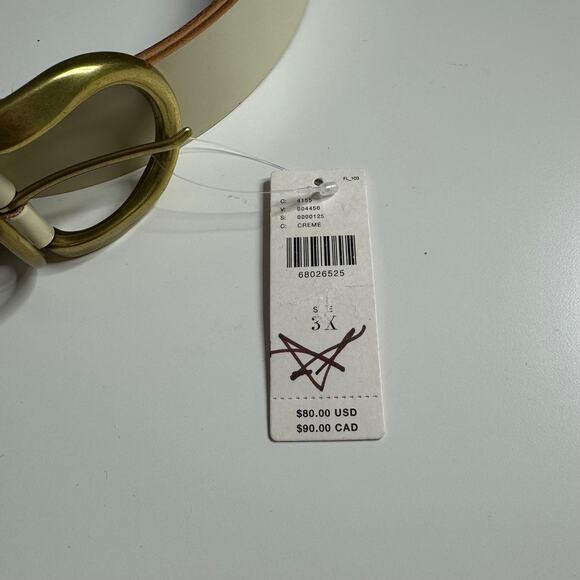 FL_103
C: 4155
V: 004456
S: 0000125
C: CREME
68026525
3X
$80.00 USD
$90.00 CAD